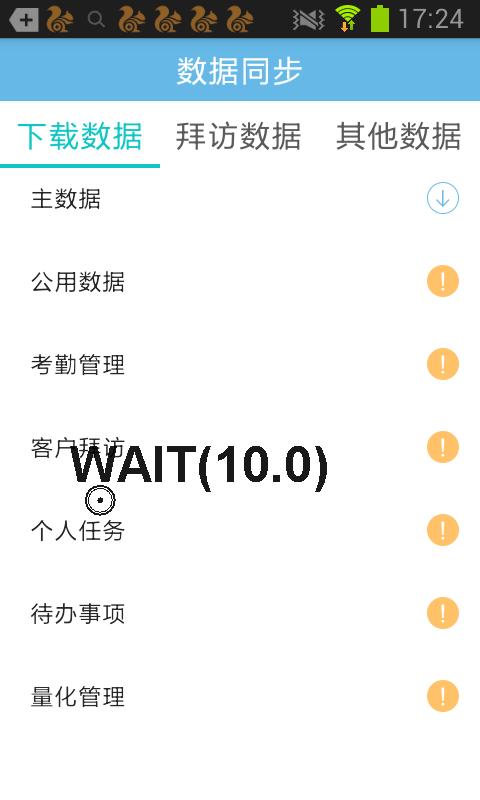 17:24
数据同步
下载数据 拜访数据 其他数据
主数据
公用数据
考勤管理
客户拜访
WAIT(10.0)
个人任务
待办事项
量化管理